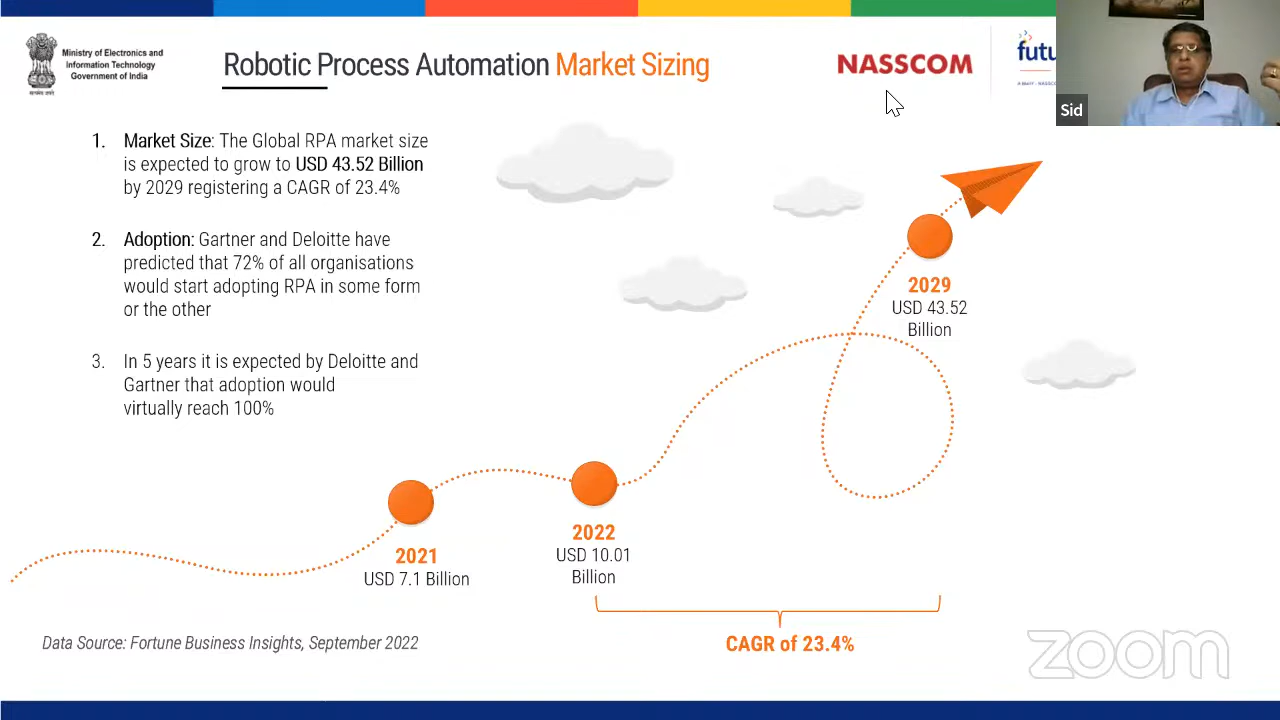 Ministry of Electronics and
Information Technology
Government of India
Robotic Process Automation Market Sizing
NASSCOM
futu
Sid
1. Market Size: The Global RPA market size
is expected to grow to USD 43.52 Billion
by 2029 registering a CAGR of 23.4%
2. Adoption: Gartner and Deloitte have
predicted that 72% of all organisations
would start adopting RPA in some form
or the other
3. In 5 years it is expected by Deloitte and
Gartner that adoption would
virtually reach 100%
2029
USD 43.52
Billion
2021
USD 7.1 Billion
2022
USD 10.01
Billion
CAGR of 23.4%
Data Source: Fortune Business Insights, September 2022
zoom